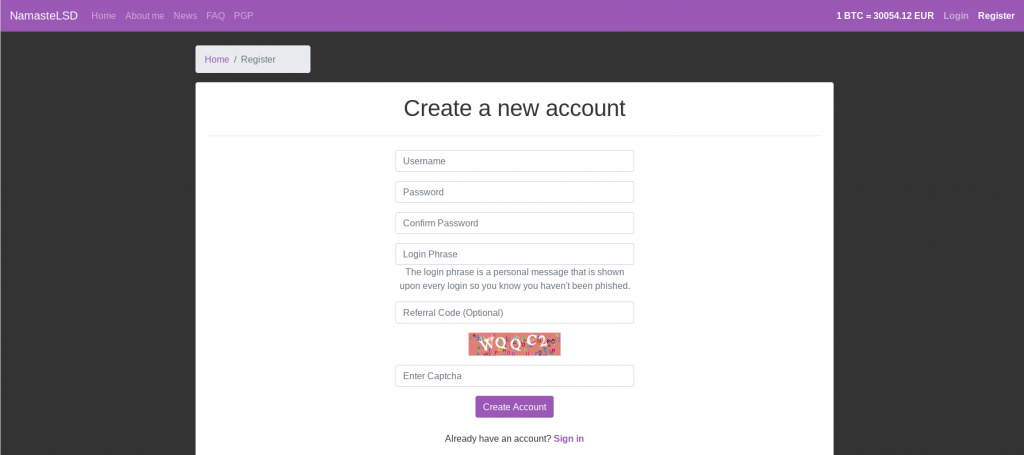 NamasteLSD Home About me News FAQ PGP 1 BTC = 30054.12 EUR Login Register
Home / Register
Create a new account
Username
Password
Confirm Password
Login Phrase
The login phrase is a personal message that is shown
upon every login so you know you haven't been phished.
Referral Code (Optional)
Enter Captcha
Create Account
Already have an account? Sign in